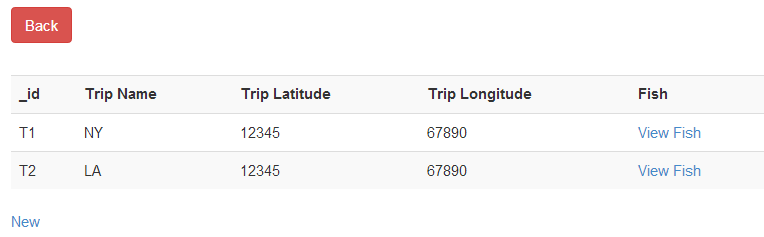 Back
_id Trip Name Trip Latitude Trip Longitude Fish
T1 NY 12345 67890 View Fish
T2 LA 12345 67890 View Fish
New